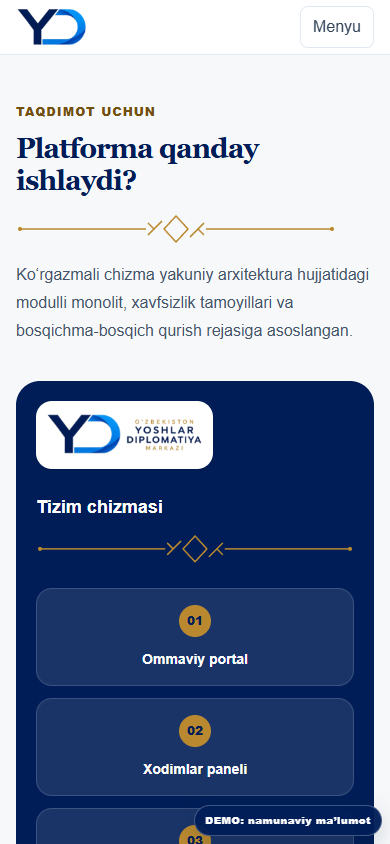 YD
Menyu
TAQDIMOT UCHUN
Platforma qanday
ishlaydi?
Koʻrgazmali chizma yakuniy arxitektura hujjatidagi
modulli monolit, xavfsizlik tamoyillari va
bosqichma-bosqich qurish rejasiga asoslangan.
YD
OʻZBEKISTON
YOSHLAR
DIPLOMATIYA
MARKAZI
Tizim chizmasi
01
Ommaviy portal
02
Xodimlar paneli
03
DEMO: namunaviy maʼlumot